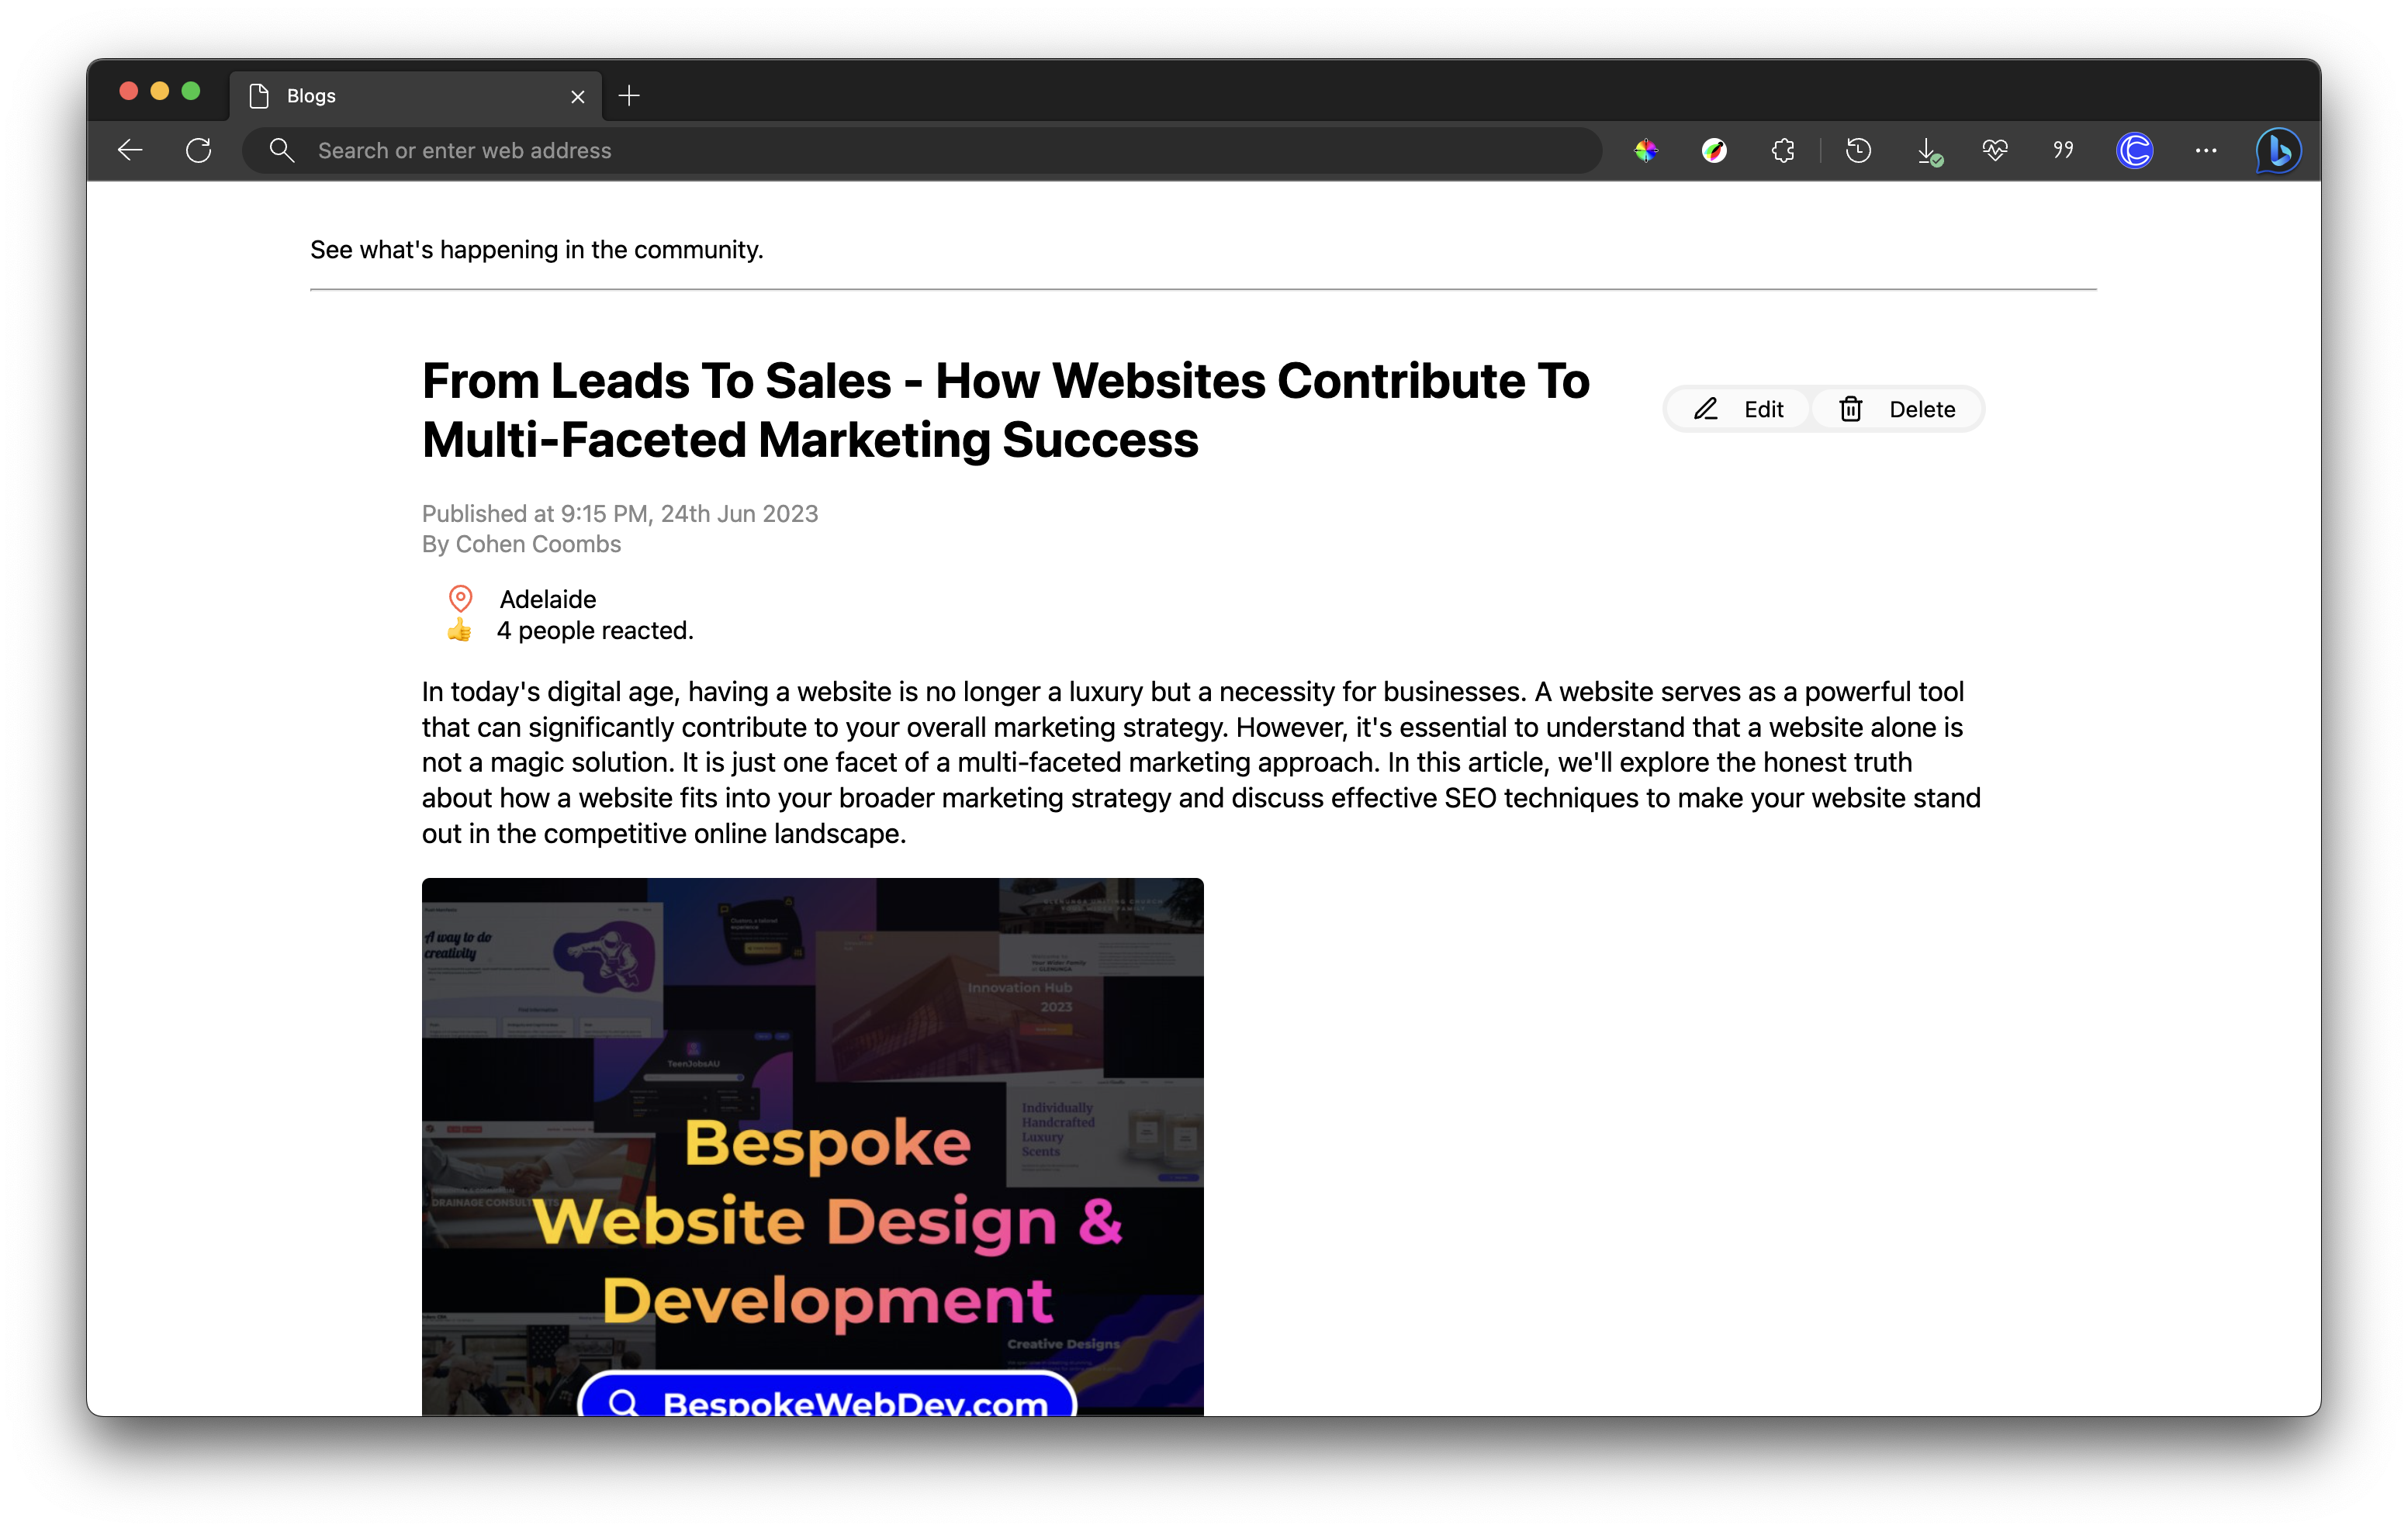 Blogs
Search or enter web address
See what's happening in the community.
From Leads To Sales - How Websites Contribute To
Multi-Faceted Marketing Success
Edit
Delete
Published at 9:15 PM, 24th Jun 2023
By Cohen Coombs
Adelaide
👍 4 people reacted.
In today's digital age, having a website is no longer a luxury but a necessity for businesses. A website serves as a powerful tool
that can significantly contribute to your overall marketing strategy. However, it's essential to understand that a website alone is
not a magic solution. It is just one facet of a multi-faceted marketing approach. In this article, we'll explore the honest truth
about how a website fits into your broader marketing strategy and discuss effective SEO techniques to make your website stand
out in the competitive online landscape.
A way to do
creativity
Innovation Hub
2023
TeenJobsAU
Individually
Handcrafted
Luxury
Scents
Bespoke
Website Design &
Development
Creative Designs
BespokeWebDev.com